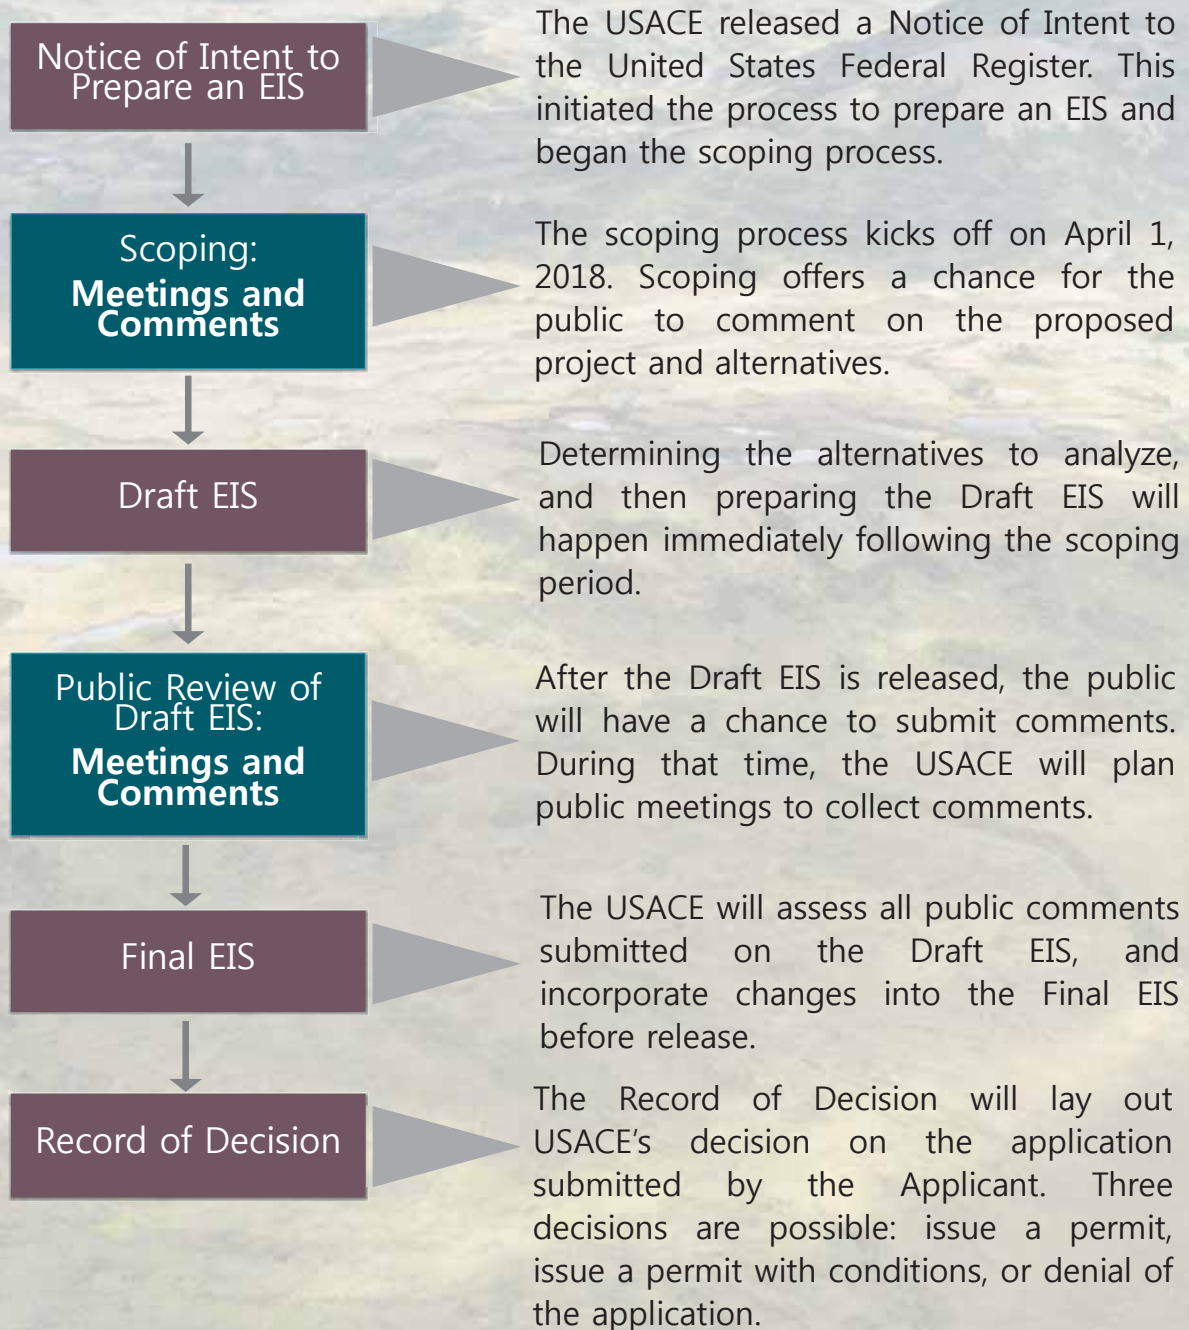 Notice of Intent to
Prepare an EIS
The USACE released a Notice of Intent to
the United States Federal Register. This
initiated the process to prepare an EIS and
began the scoping process.
Scoping:
Meetings and
Comments
The scoping process kicks off on April 1,
2018. Scoping offers a chance for the
public to comment on the proposed
project and alternatives.
Draft EIS
Determining the alternatives to analyze,
and then preparing the Draft EIS will
happen immediately following the scoping
period.
Public Review of
Draft EIS:
Meetings and
Comments
After the Draft EIS is released, the public
will have a chance to submit comments.
During that time, the USACE will plan
public meetings to collect comments.
Final EIS
The USACE will assess all public comments
submitted on the Draft EIS, and
incorporate changes into the Final EIS
before release.
Record of Decision
The Record of Decision will lay out
USACE’s decision on the application
submitted by the Applicant. Three
decisions are possible: issue a permit,
issue a permit with conditions, or denial of
the application.